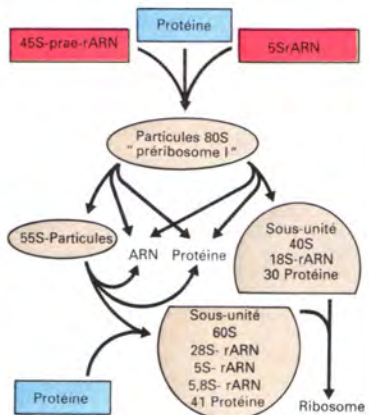 Protéine
45S-prae-rARN
5SrARN
Particules 80S
" préribosome I"
55S-Particules
ARN
Protéine
Sous-unité
40S
18S-rARN
30 Protéine
Sous-unité
60S
28S- rARN
5S- rARN
5,8S- rARN
41 Protéine
Protéine
Ribosome